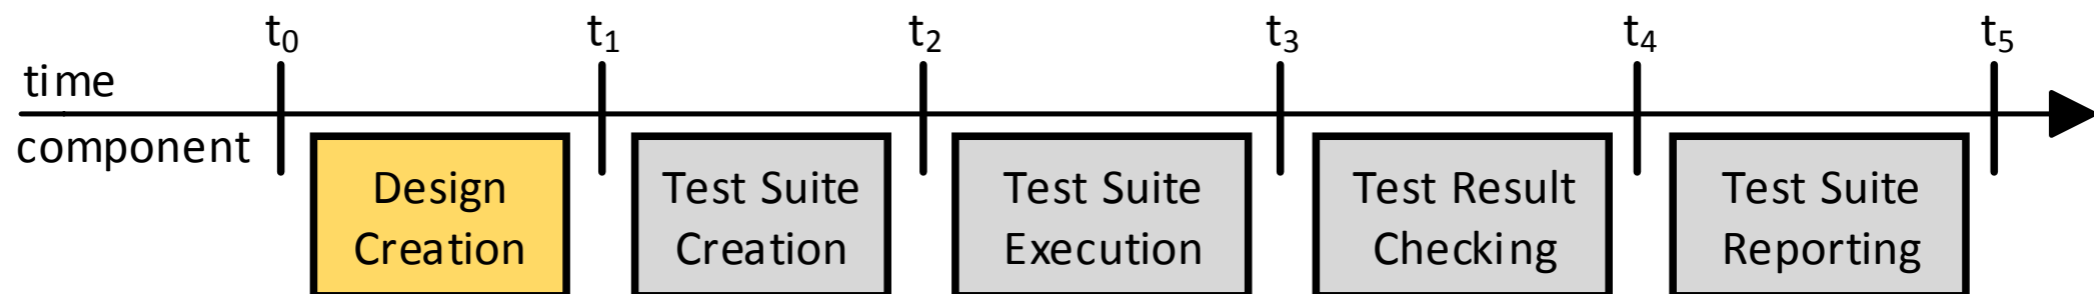 t₀ t₁ t₂ t₃ t₄ t₅
time
component
Design
Creation
Test Suite
Creation
Test Suite
Execution
Test Result
Checking
Test Suite
Reporting